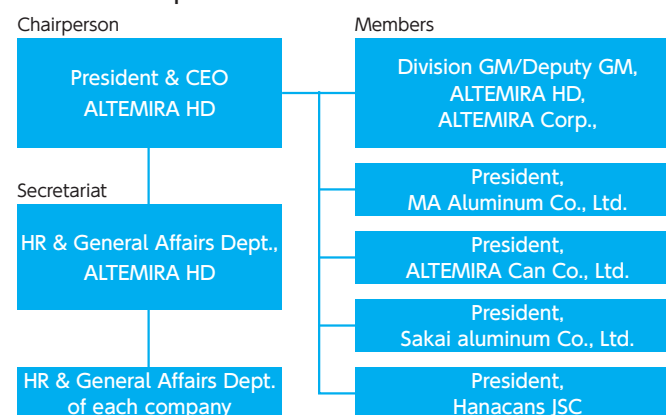 Chairperson
President & CEO
ALTEMIRA HD
Secretariat
HR & General Affairs Dept.,
ALTEMIRA HD
HR & General Affairs Dept.
of each company
Members
Division GM/Deputy GM,
ALTEMIRA HD,
ALTEMIRA Corp.,
President,
MA Aluminum Co., Ltd.
President,
ALTEMIRA Can Co., Ltd.
President,
Sakai aluminum Co., Ltd.
President,
Hanacans JSC